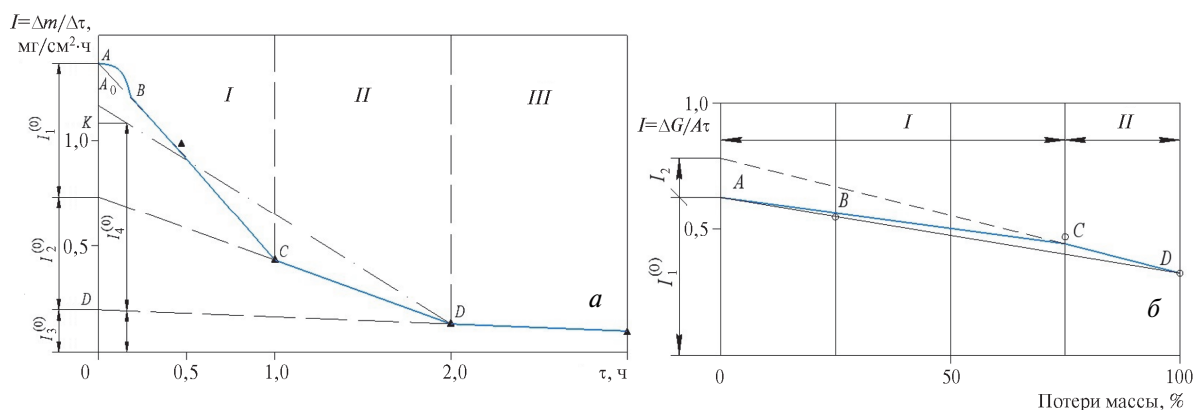 I=Δm/Δτ,
мг/см²·ч
A
A₀
B
I
II
III
K
1,0
I₁⁽⁰⁾
I₂⁽⁰⁾
I₄⁽⁰⁾
0,5
C
D
D
I₃⁽⁰⁾
а
0
0,5
1,0
2,0
τ, ч
1,0
I=ΔG/Aτ
I
II
I₂
A
B
C
D
0,5
I₁⁽⁰⁾
б
0
50
100
Потери массы, %